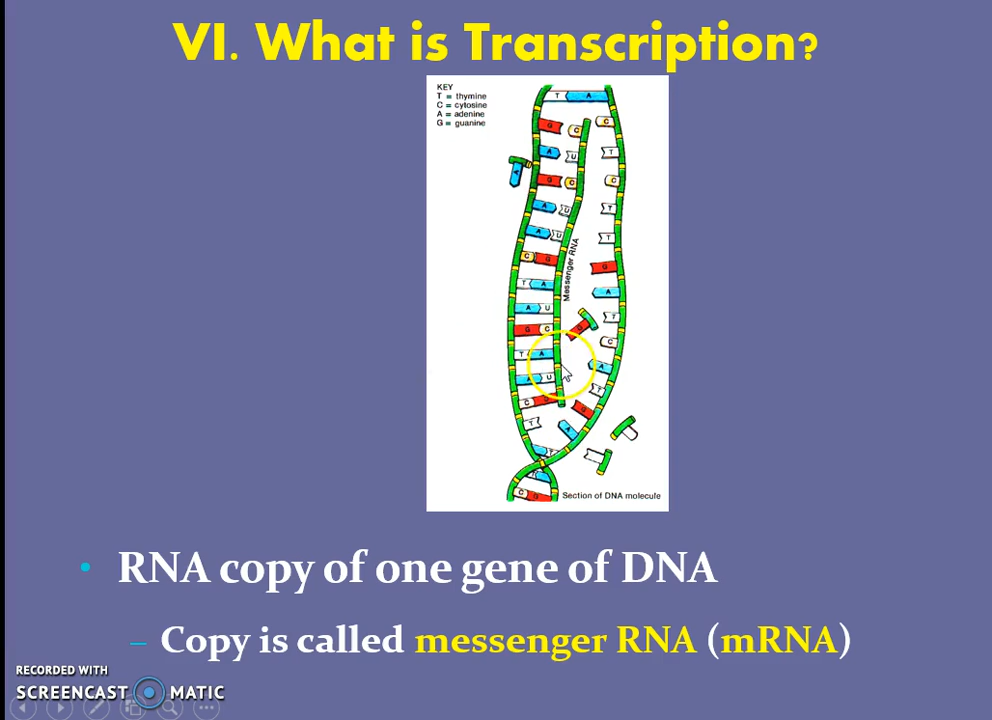 VI. What is Transcription?
KEY
T = thymine
C = cytosine
A = adenine
G = guanine
T A
G C C
A U T
A
G C C
A U T
A U T
C G G
T A A
A U T
G C C
G
T A A
A U T
C G
T A
T
C G
Messenger RNA
Section of DNA molecule
• RNA copy of one gene of DNA
– Copy is called messenger RNA (mRNA)
RECORDED WITH
SCREENCAST MATIC